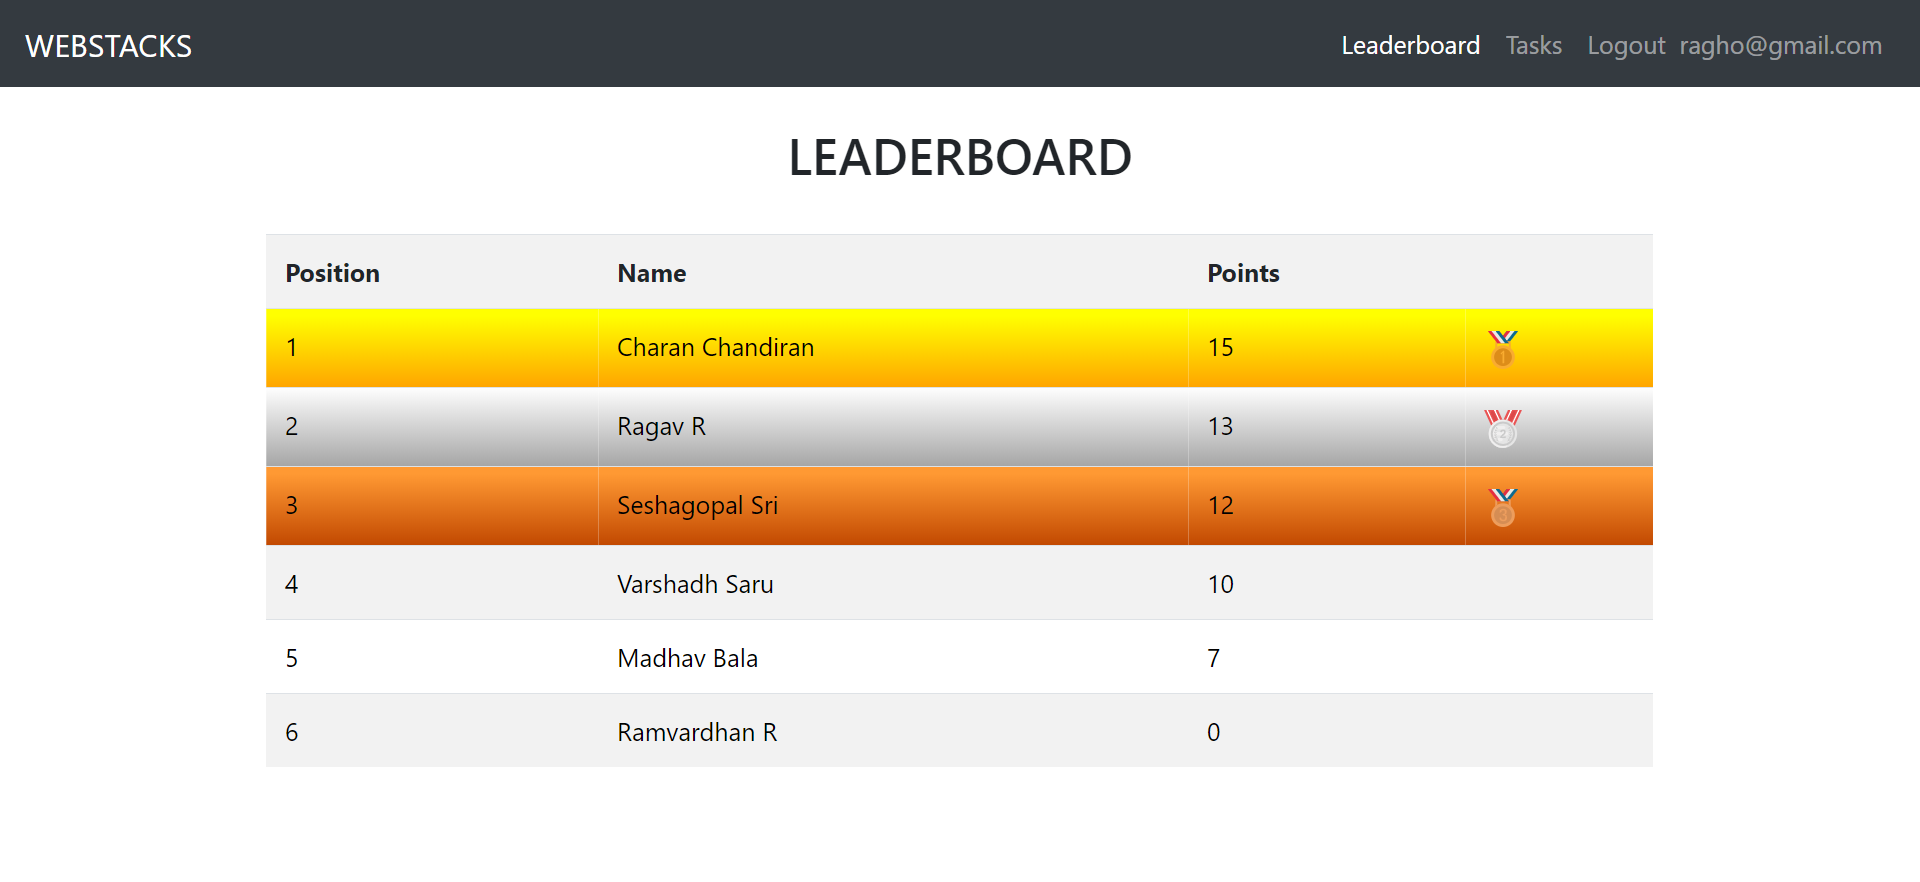 WEBSTACKS Leaderboard Tasks Logout ragho@gmail.com
LEADERBOARD
Position Name Points
1 Charan Chandiran 15 1
2 Ragav R 13 2
3 Seshagopal Sri 12 3
4 Varshadh Saru 10
5 Madhav Bala 7
6 Ramvardhan R 0